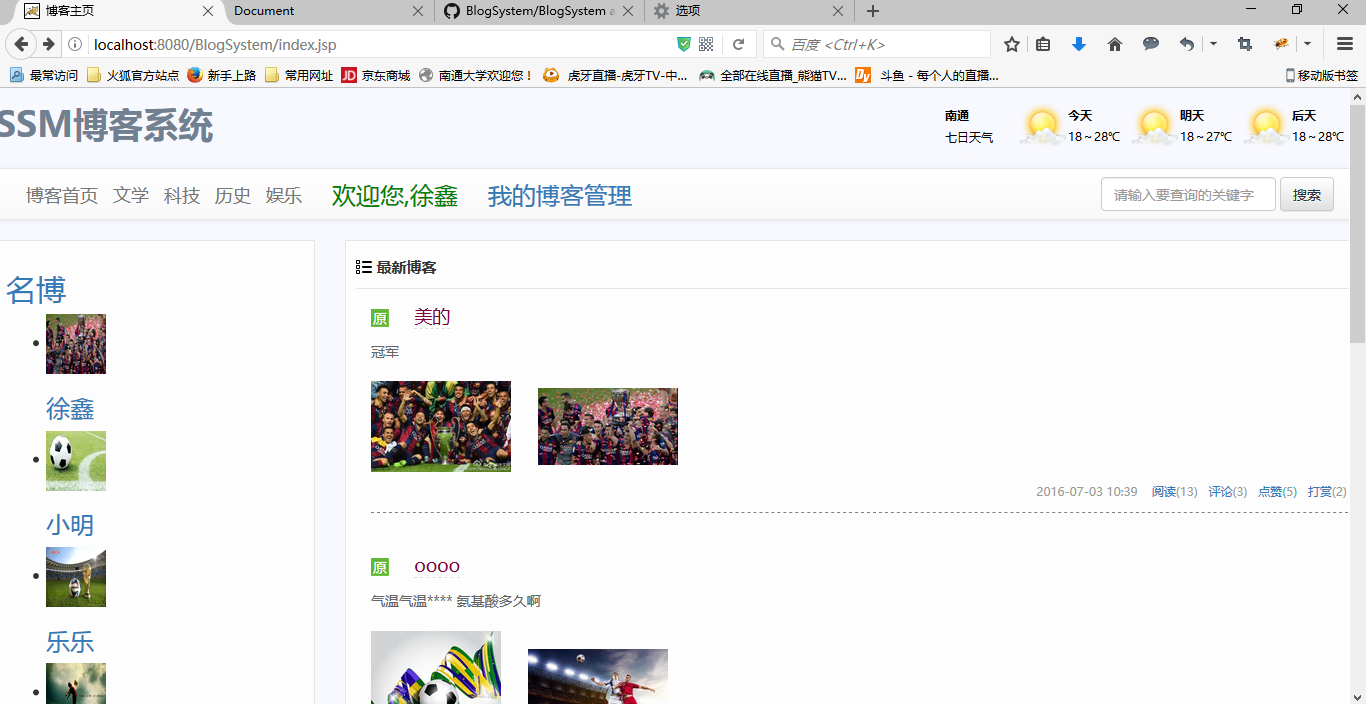 博客主页 Document BlogSystem/BlogSystem a 选项
localhost:8080/BlogSystem/index.jsp 百度 <Ctrl+K>
最常访问 火狐官方站点 新手上路 常用网址 JD 京东商城 南通大学欢迎您！ 虎牙直播-虎牙TV-中... 全部在线直播_熊猫TV... Dy 斗鱼 - 每个人的直播... 移动版书签
SSM博客系统
南通 今天 明天 后天
七日天气 18～28℃ 18～27℃ 18～28℃
博客首页 文学 科技 历史 娱乐 欢迎您,徐鑫 我的博客管理 请输入要查询的关键字 搜索
名博
徐鑫
小明
乐乐
最新博客
原 美的
冠军
2016-07-03 10:39 阅读(13) 评论(3) 点赞(5) 打赏(2)
原 oooo
气温气温**** 氨基酸多久啊